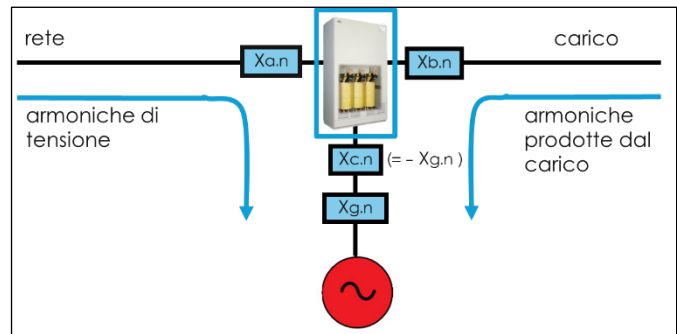 rete
carico
Xa.n
Xb.n
armoniche di
tensione
armoniche
prodotte dal
carico
Xc.n (= – Xg.n )
Xg.n